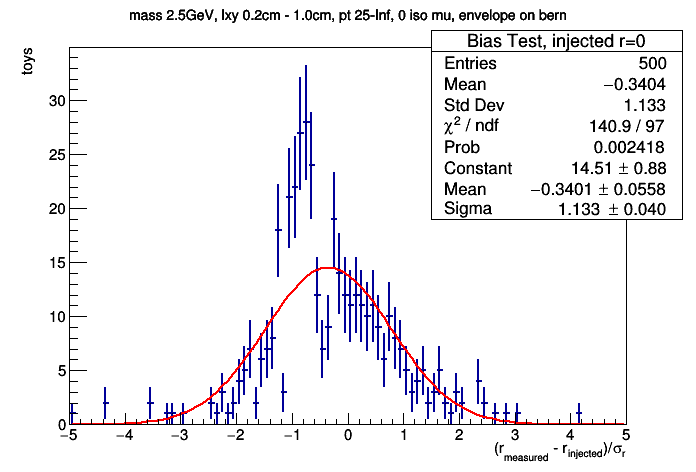 mass 2.5GeV, lxy 0.2cm - 1.0cm, pt 25-Inf, 0 iso mu, envelope on bern
Bias Test, injected r=0
Entries 500
Mean −0.3404
Std Dev 1.133
χ² / ndf 140.9 / 97
Prob 0.002418
Constant 14.51 ± 0.88
Mean −0.3401 ± 0.0558
Sigma 1.133 ± 0.040
toys
30
25
20
15
10
5
0
−5 −4 −3 −2 −1 0 1 2 3 4 5
(r_measured - r_injected)/σ_r